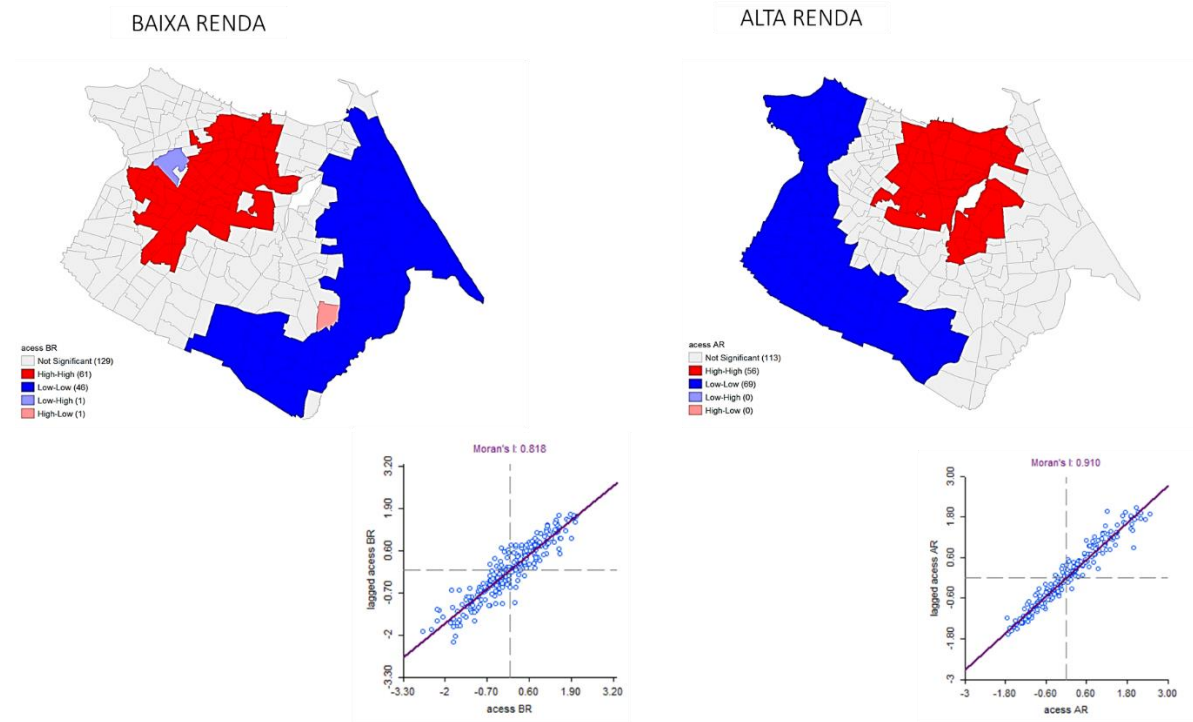 BAIXA RENDA
ALTA RENDA
acess BR
Not Significant (129)
High-High (61)
Low-Low (46)
Low-High (1)
High-Low (1)
acess AR
Not Significant (113)
High-High (56)
Low-Low (69)
Low-High (0)
High-Low (0)
Moran's I: 0.818
lagged acess BR
3.20
1.90
0.60
-0.70
-2
-3.30
-3.30 -2 -0.70 0.60 1.90 3.20
acess BR
Moran's I: 0.910
lagged acess AR
3.00
1.80
0.60
-0.60
-1.80
-3
-3 -1.80 -0.60 0.60 1.80 3.00
acess AR